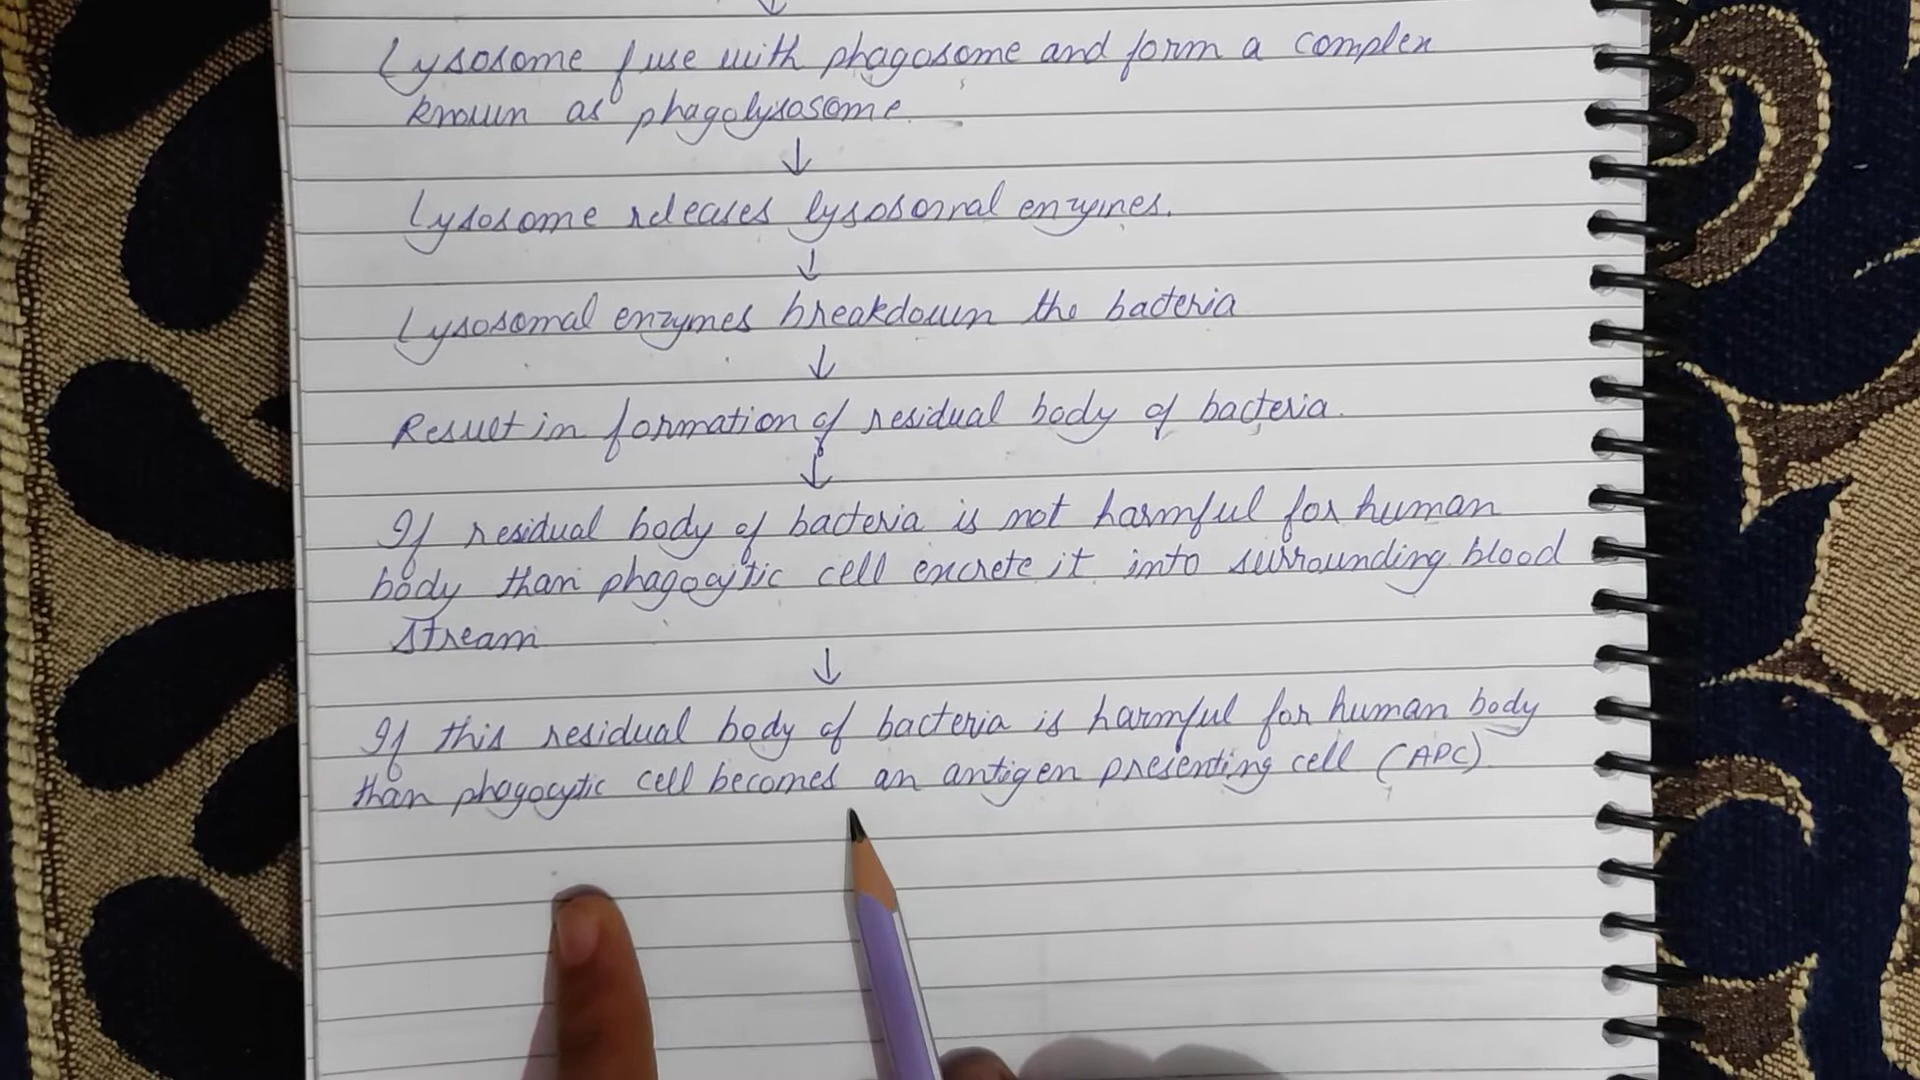 ↓
Lysosome fuse with phagosome and form a complex
known as phagolysosome.
↓
Lysosome releases lysosomal enzymes.
↓
Lysosomal enzymes breakdown the bacteria
↓
Result in formation of residual body of bacteria.
↓
If residual body of bacteria is not harmful for human
body than phagocytic cell excrete it into surrounding blood
stream
↓
If this residual body of bacteria is harmful for human body
than phagocytic cell becomes an antigen presenting cell (APC).